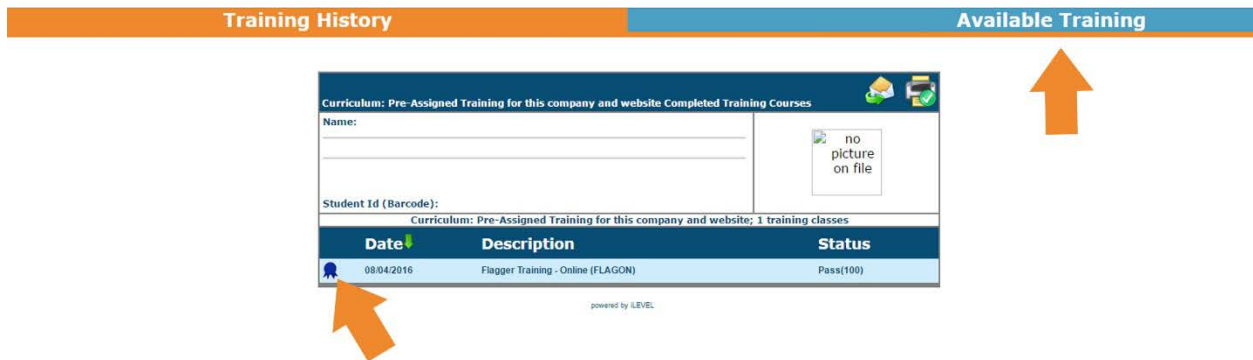 Training History
Available Training
Curriculum: Pre-Assigned Training for this company and website Completed Training Courses
Name:
no
picture
on file
Student Id (Barcode):
Curriculum: Pre-Assigned Training for this company and website; 1 training classes
Date Description Status
08/04/2016 Flagger Training - Online (FLAGON) Pass(100)
powered by iLEVEL